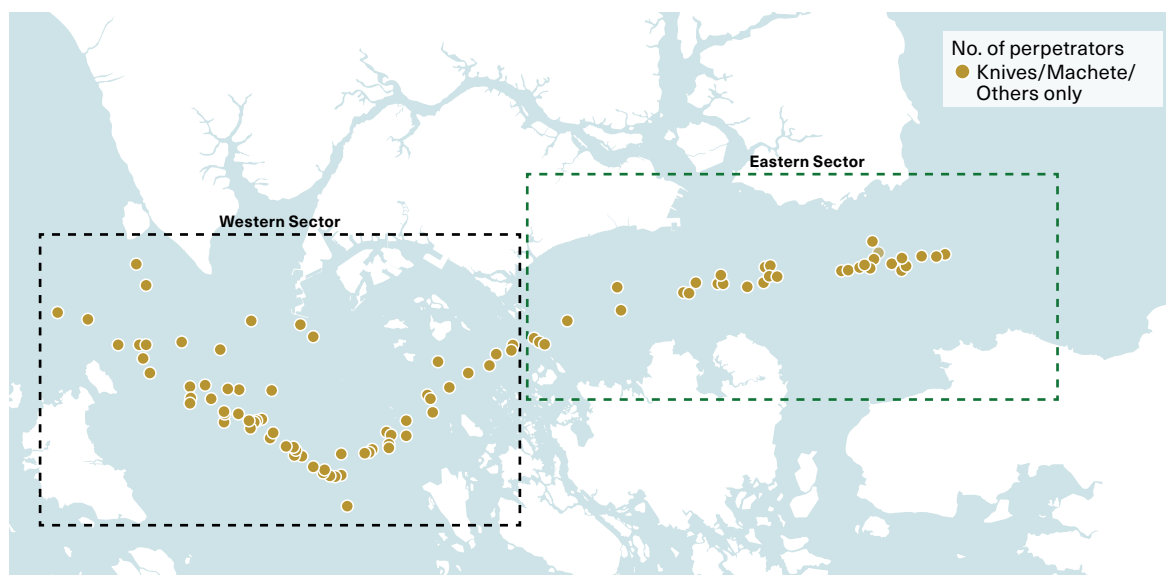 No. of perpetrators
Knives/Machete/
Others only
Eastern Sector
Western Sector